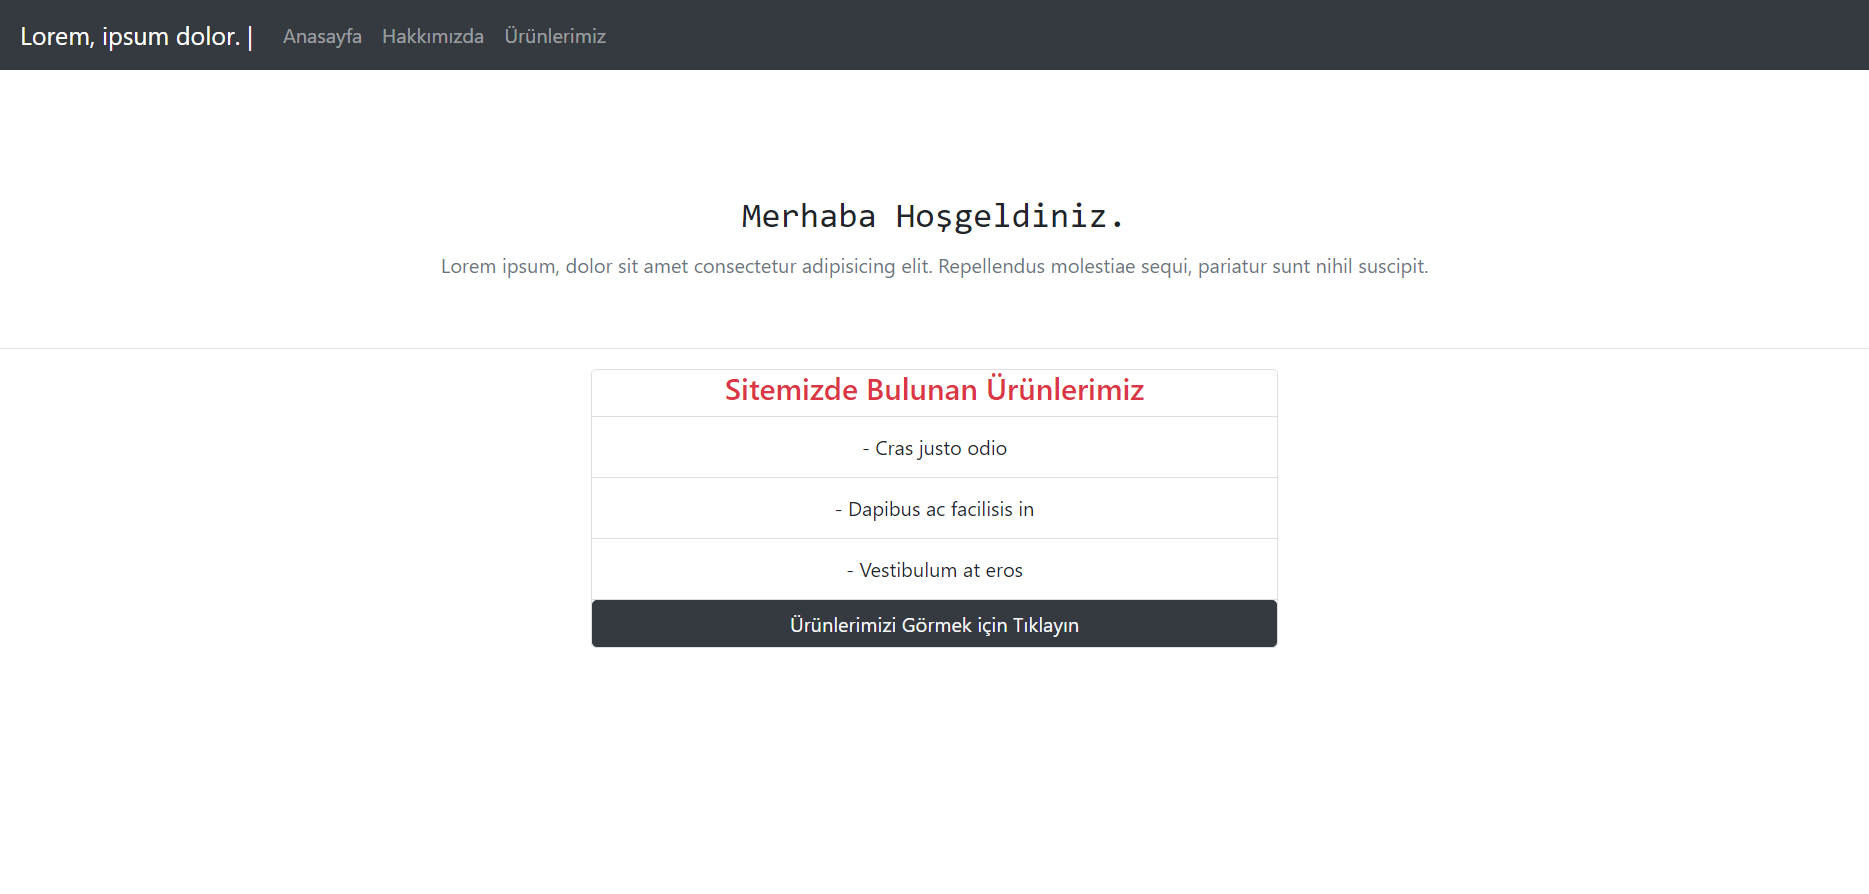 Lorem, ipsum dolor. | Anasayfa Hakkımızda Ürünlerimiz
Merhaba Hoşgeldiniz.
Lorem ipsum, dolor sit amet consectetur adipisicing elit. Repellendus molestiae sequi, pariatur sunt nihil suscipit.
Sitemizde Bulunan Ürünlerimiz
- Cras justo odio
- Dapibus ac facilisis in
- Vestibulum at eros
Ürünlerimizi Görmek için Tıklayın